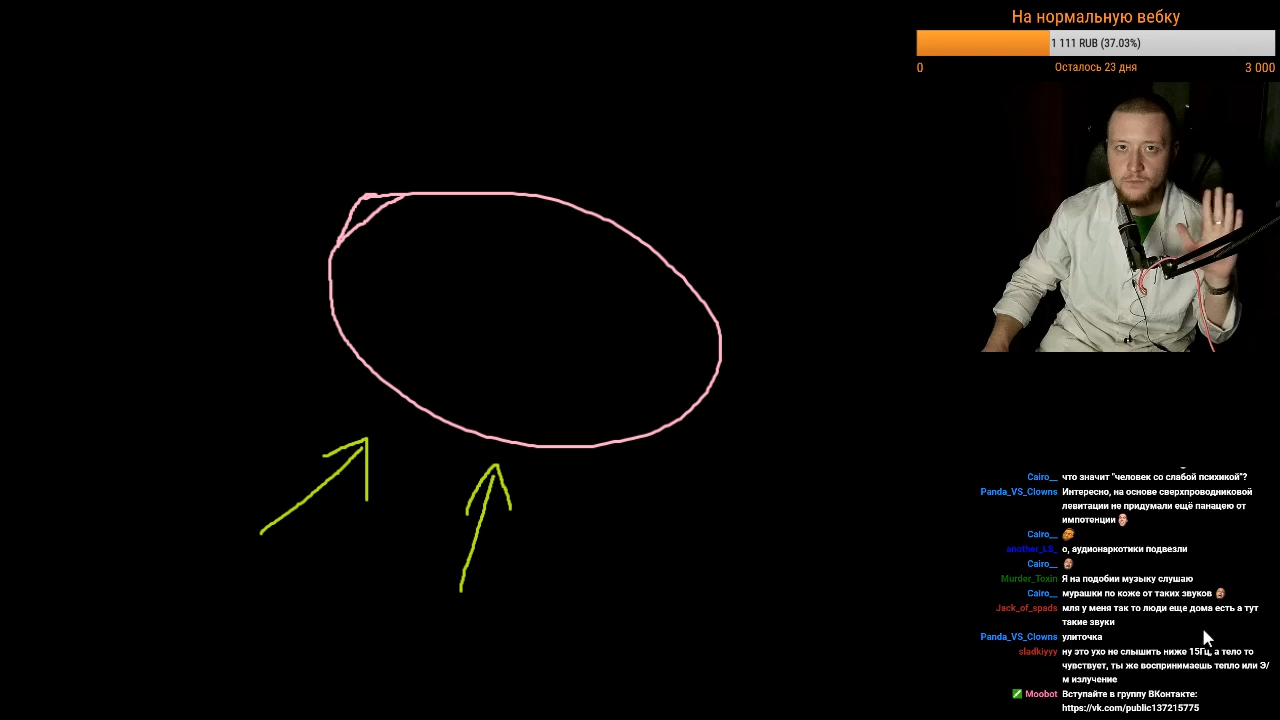 На нормальную вебку
1 111 RUB (37.03%)
0 Осталось 23 дня 3 000
Cairo__ что значит "человек со слабой психикой"?
Panda_VS_Clowns Интересно, на основе сверхпроводниковой
левитации не придумали ещё панацею от
импотенции
Cairo__
another_LS_ о, аудионаркотики подвезли
Cairo__
Murder_Toxin Я на подобии музыку слушаю
Cairo__ мурашки по коже от таких звуков
Jack_of_spads мля у меня так то люди еще дома есть а тут
такие звуки
Panda_VS_Clowns улиточка
sladkiyyy ну это ухо не слышить ниже 15Гц, а тело то
чувствует, ты же воспринимаешь тепло или Э/
м излучение
Moobot Вступайте в группу ВКонтакте:
https://vk.com/public137215775